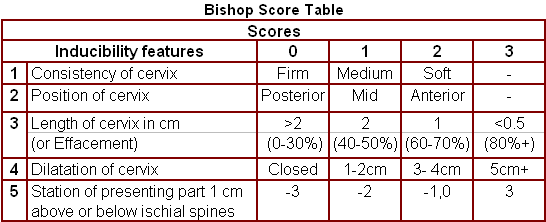 Bishop Score Table
Scores
Inducibility features 0 1 2 3
1 Consistency of cervix Firm Medium Soft -
2 Position of cervix Posterior Mid Anterior -
3 Length of cervix in cm >2 2 1 <0.5
(or Effacement) (0-30%) (40-50%) (60-70%) (80%+)
4 Dilatation of cervix Closed 1-2cm 3- 4cm 5cm+
5 Station of presenting part 1 cm -3 -2 -1,0 3
above or below ischial spines